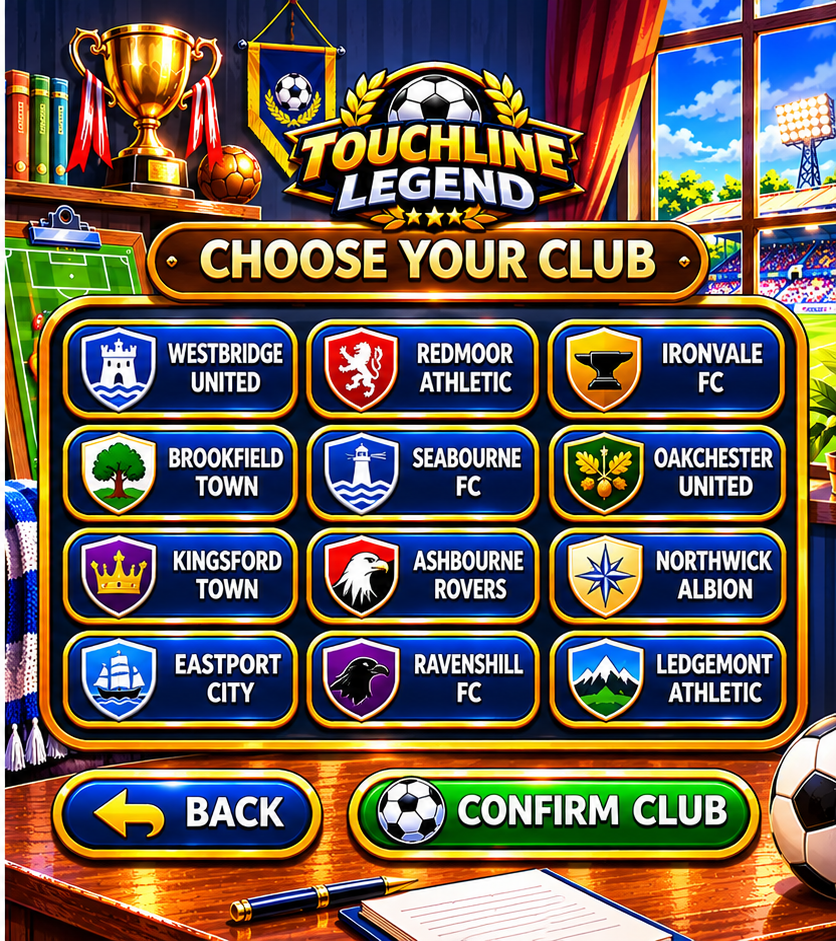 TOUCHLINE
LEGEND
CHOOSE YOUR CLUB
WESTBRIDGE
UNITED
REDMOOR
ATHLETIC
IRONVALE
FC
BROOKFIELD
TOWN
SEABOURNE
FC
OAKCHESTER
UNITED
KINGSFORD
TOWN
ASHBOURNE
ROVERS
NORTHWICK
ALBION
EASTPORT
CITY
RAVENSHILL
FC
LEDGEMONT
ATHLETIC
BACK
CONFIRM CLUB